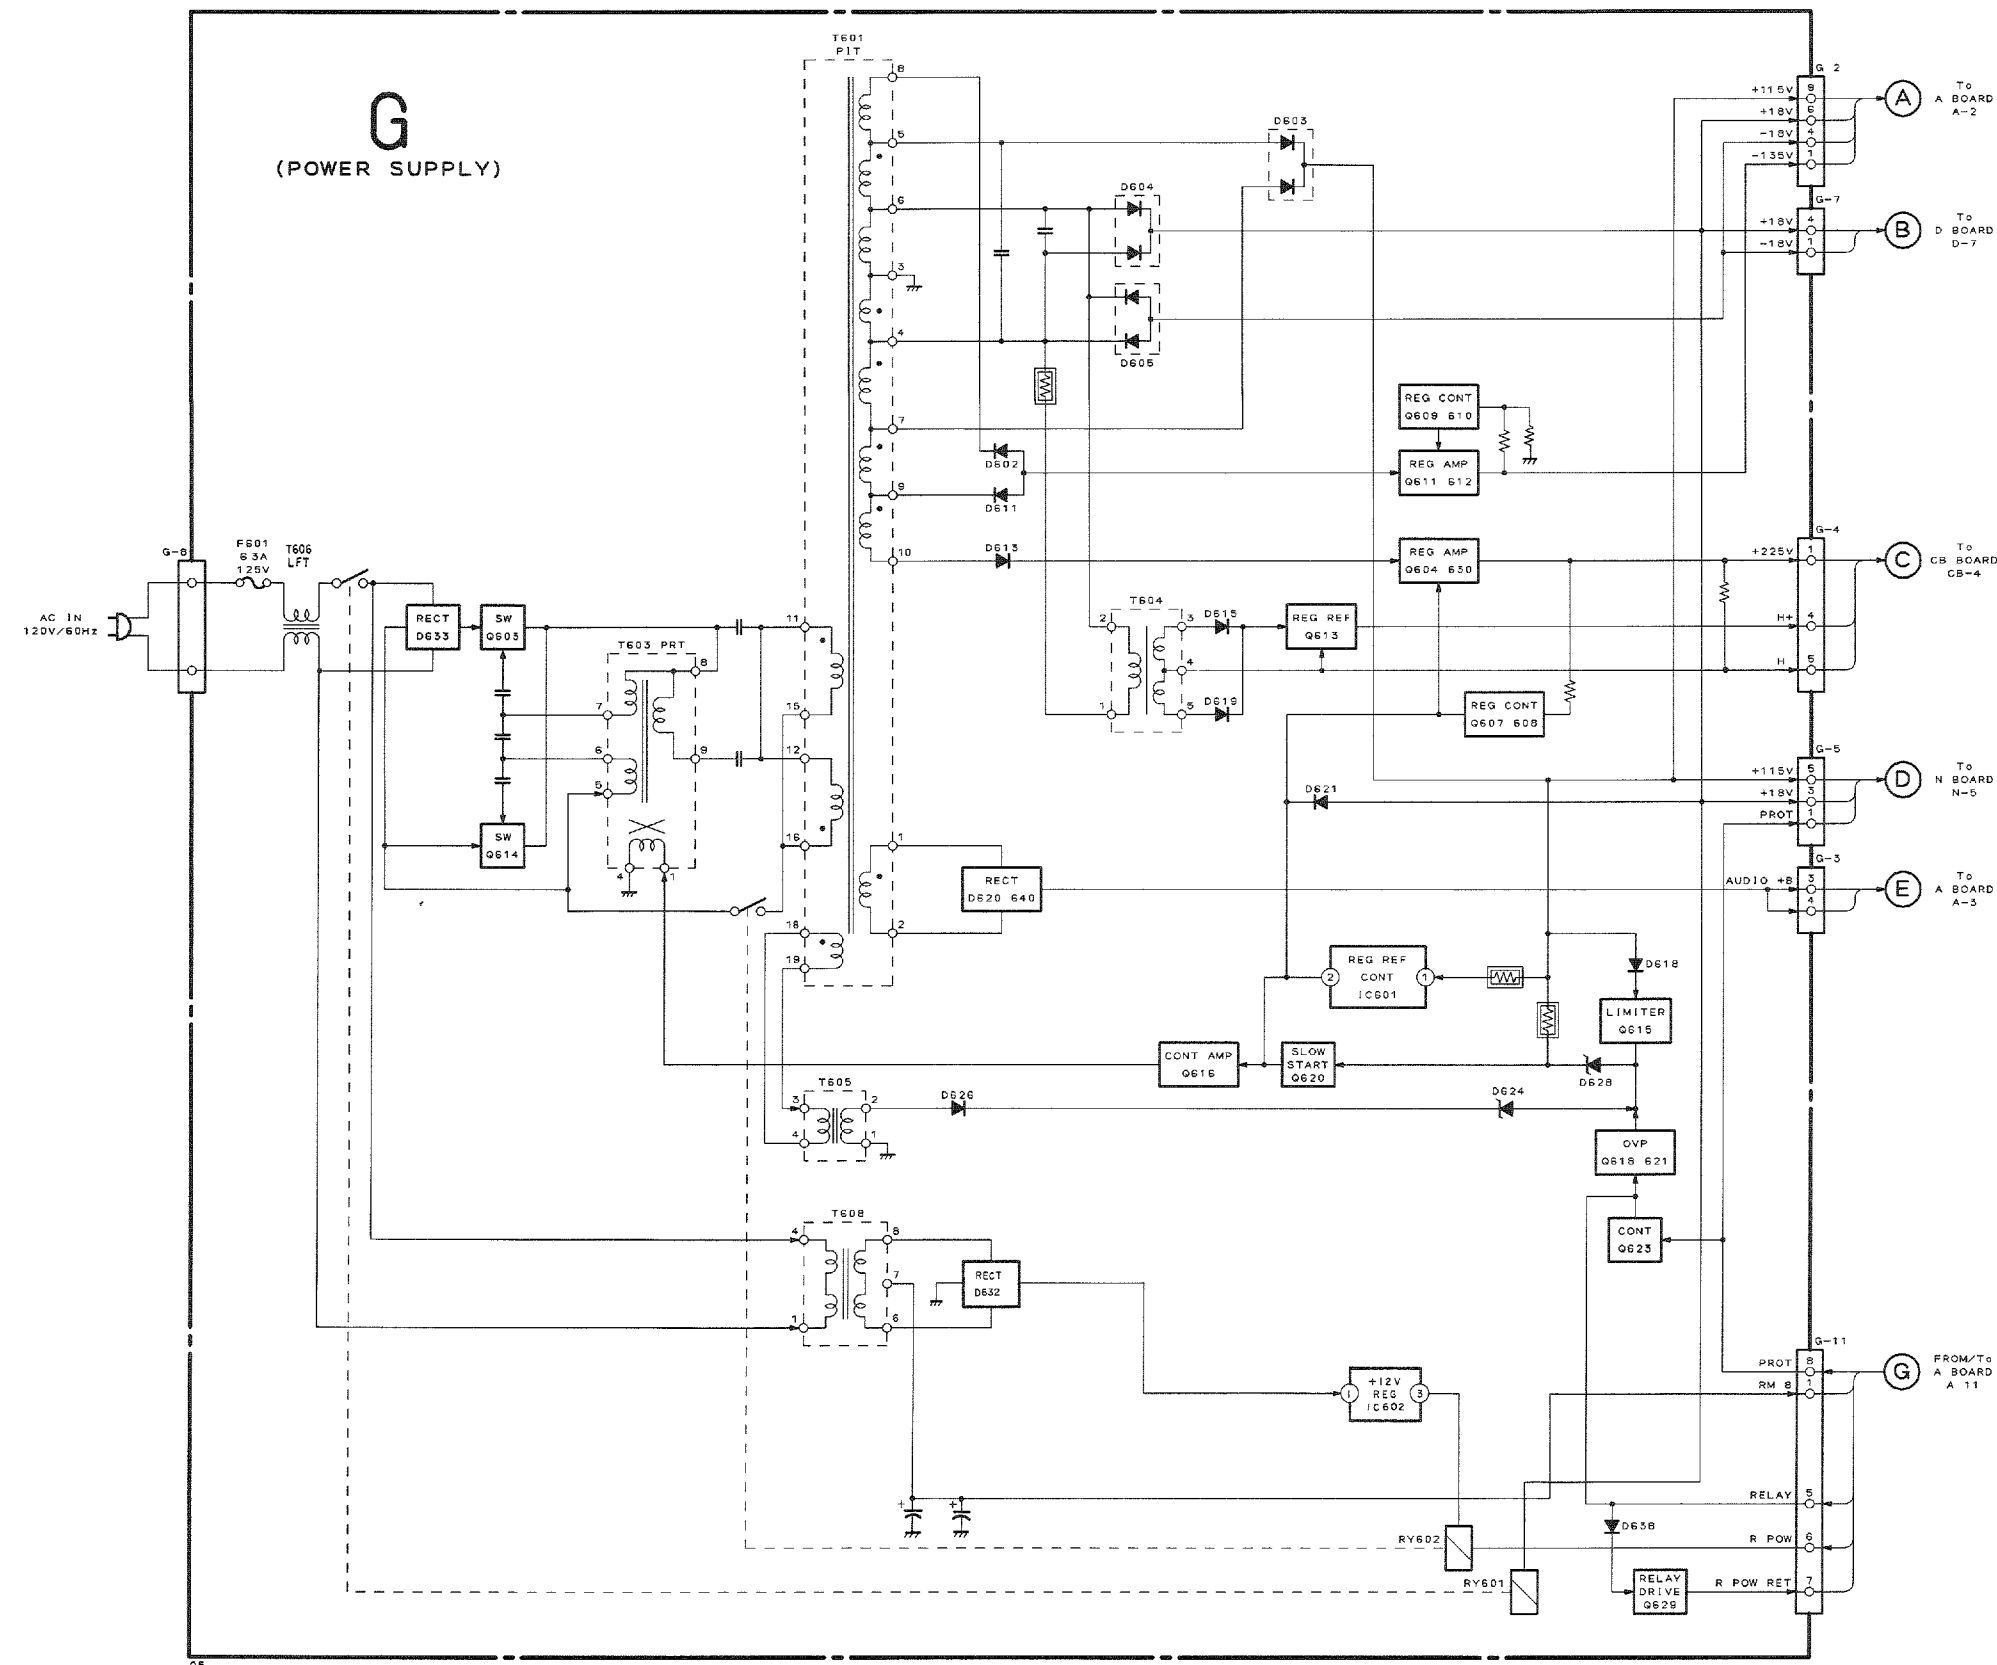 G
(POWER SUPPLY)
T601
PIT
8
5
6
3
4
7
9
10
11
15
12
16
18
19
1
2
D603
D604
D605
D602
D611
D613
REG CONT
Q609 610
REG AMP
Q611 612
REG AMP
Q604 630
T604
2
1
3
4
5
D615
D619
REG REF
Q613
REG CONT
Q607 608
D621
G 2
+115V
9
+18V
6
-18V
4
-135V
1
A
To
A BOARD
A-2
G-7
+18V
4
-18V
1
B
To
D BOARD
D-7
G-4
+225V
1
H+
4
H
5
C
To
CB BOARD
CB-4
G-5
+115V
5
+18V
3
PROT
1
D
To
N BOARD
N-5
G-3
AUDIO +B
3
4
E
To
A BOARD
A-3
AC IN
120V/60Hz
F601
6 3A
125V
T606
LFT
RECT
D633
SW
Q603
SW
Q614
T603 PRT
8
7
6
9
5
4
1
RECT
D620 640
REG REF
CONT
IC601
2
1
D618
LIMITER
Q615
CONT AMP
Q616
SLOW
START
Q620
D628
T605
3
4
2
1
D626
D624
OVP
Q618 621
CONT
Q623
T608
4
1
7
6
RECT
D632
+12V
REG
IC602
1
3
G-11
PROT
8
RM 8
1
RELAY
5
R POW
6
R POW RET
7
G
FROM/To
A BOARD
A 11
+
+
RY602
RY601
D638
RELAY
DRIVE
Q629